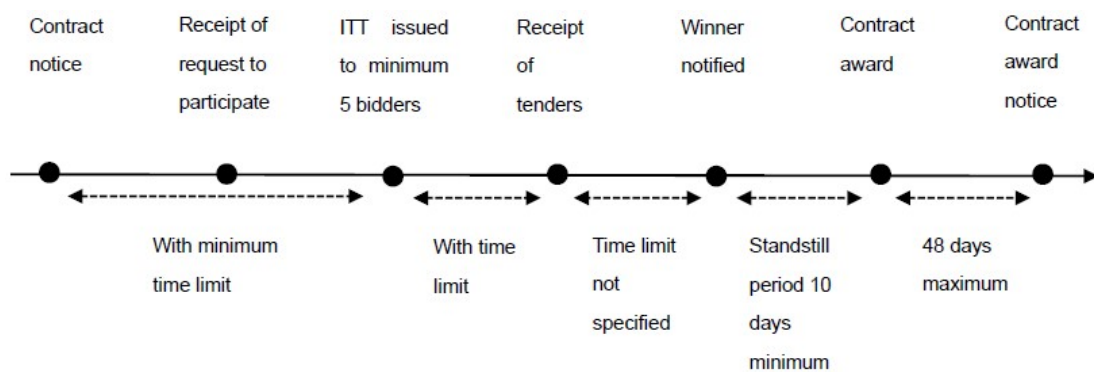 Contract
notice
Receipt of
request to
participate
ITT issued
to minimum
5 bidders
Receipt
of
tenders
Winner
notified
Contract
award
Contract
award
notice
With minimum
time limit
With time
limit
Time limit
not
specified
Standstill
period 10
days
minimum
48 days
maximum